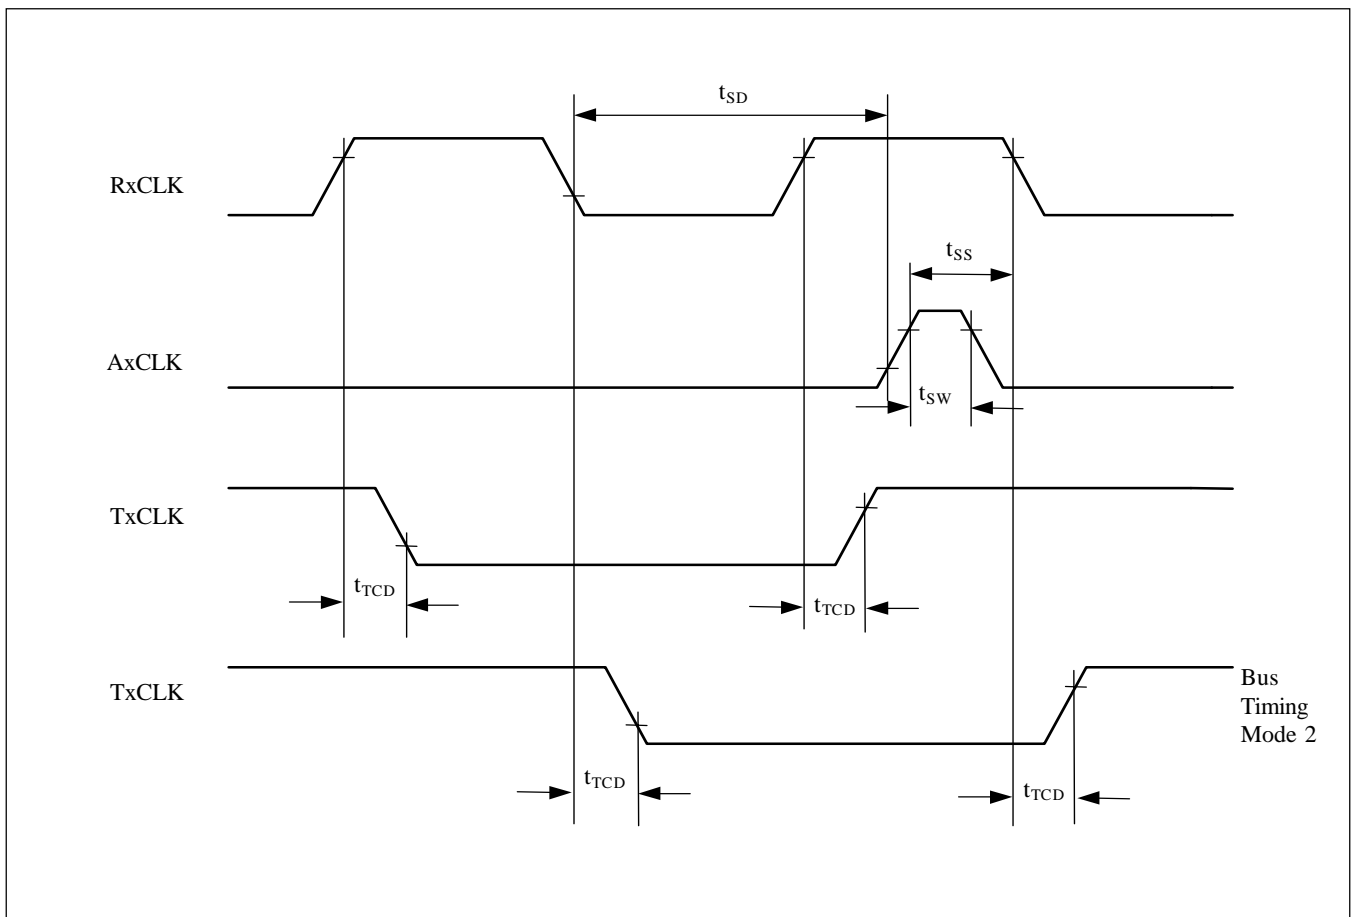 tSD
RxCLK
tSS
AxCLK
tSW
TxCLK
tTCD
tTCD
TxCLK
Bus
Timing
Mode 2
tTCD
tTCD